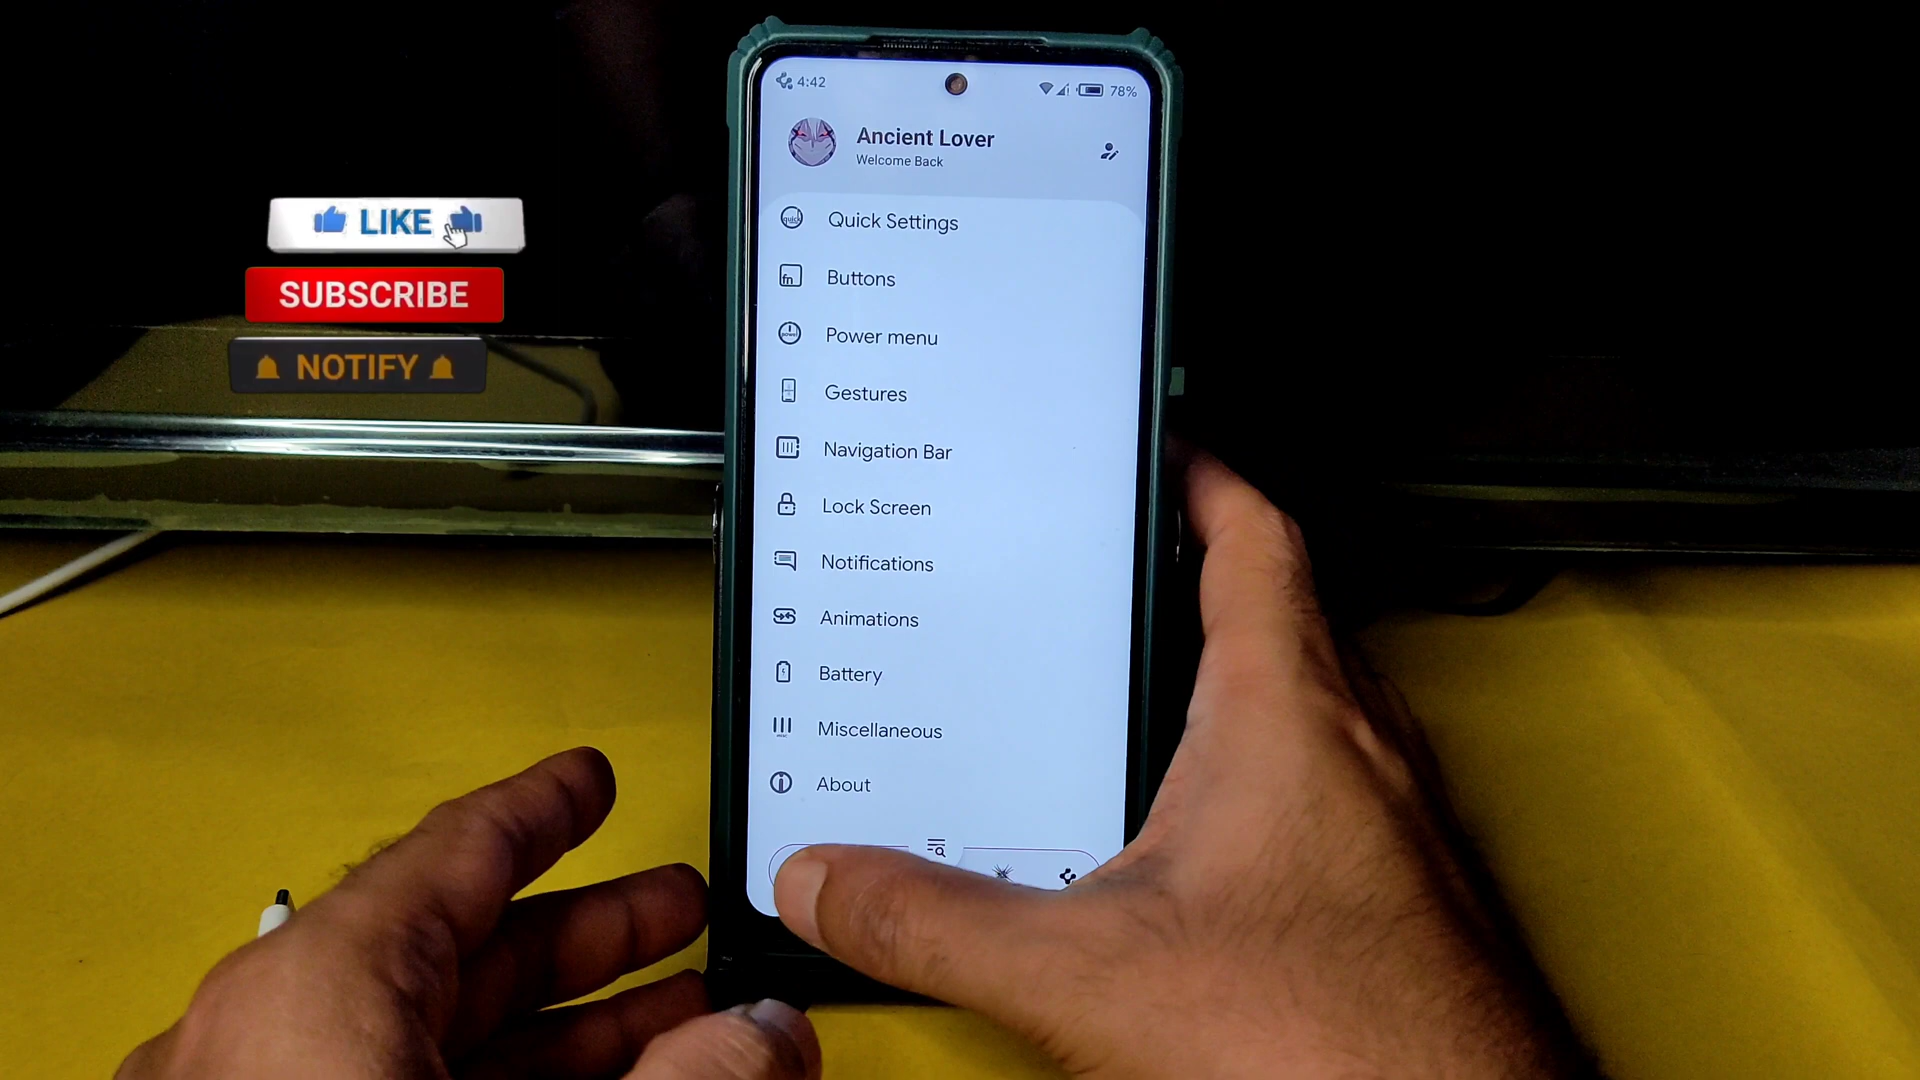 4:42
78%
Ancient Lover
Welcome Back
Quick Settings
Buttons
Power menu
Gestures
Navigation Bar
Lock Screen
Notifications
Animations
Battery
Miscellaneous
About
LIKE
SUBSCRIBE
NOTIFY